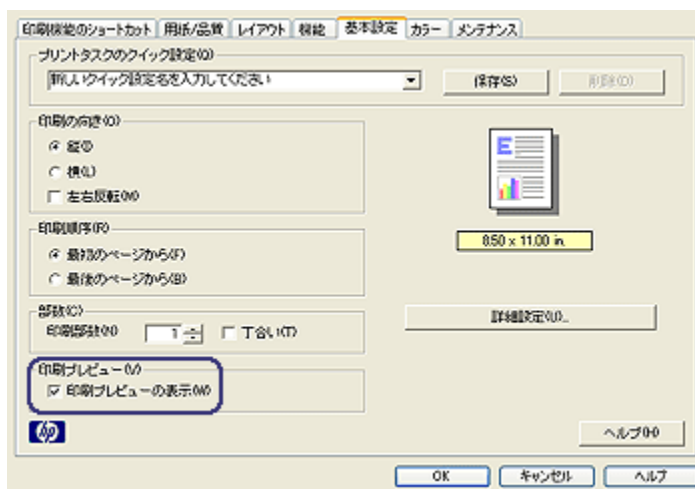 印刷機能のショートカット 用紙/品質 レイアウト 機能 基本設定 カラー メンテナンス
プリントタスクのクイック設定(Q)
新しいクイック設定名を入力してください 保存(S) 削除(D)
印刷の向き(O)
縦(I)
横(L)
左右反転(M)
E
8.50 x 11.00 in.
印刷順序(R)
最初のページから(F)
最後のページから(B)
部数(C)
印刷部数(N) 1 丁合い(T)
詳細設定(U)...
印刷プレビュー(V)
印刷プレビューの表示(W)
hp
ヘルプ(H)
OK キャンセル ヘルプ